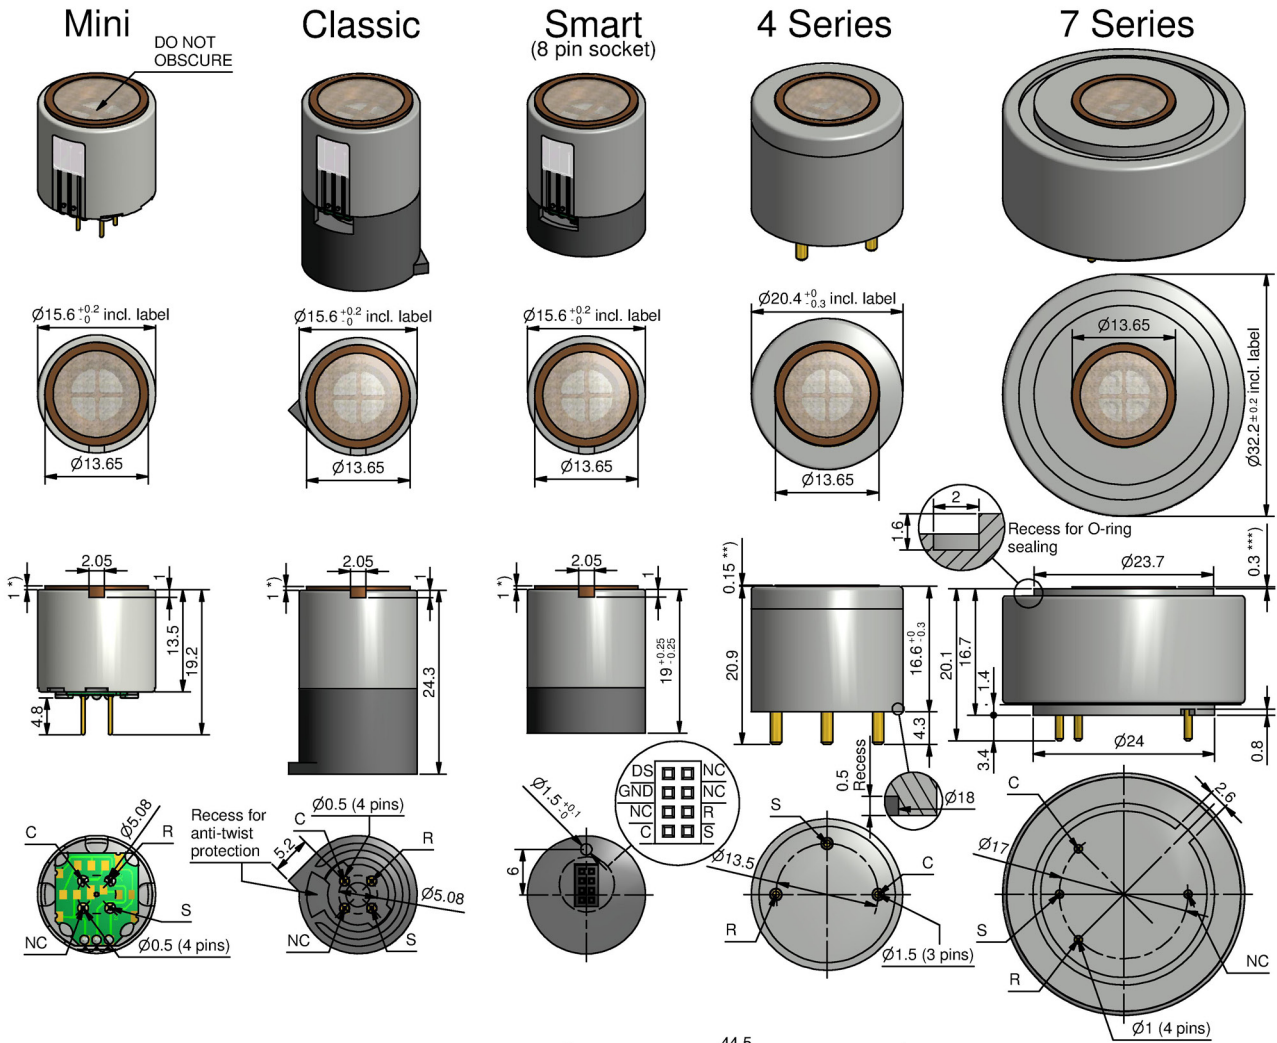 Mini
Classic
Smart
(8 pin socket)
4 Series
7 Series
DO NOT
OBSCURE
Ø15.6 +0.2 -0 incl. label
Ø15.6 +0.2 -0 incl. label
Ø15.6 +0.2 -0 incl. label
Ø20.4 +0 -0.3 incl. label
Ø13.65
Ø32.2±0.2 incl. label
Ø13.65
Ø13.65
Ø13.65
Ø13.65
2
1.6
Recess for O-ring
sealing
Ø23.7
0.3 ***)
1 *)
2.05
1
13.5
19.2
4.8
1 *)
2.05
1
24.3
1 *)
2.05
1
19 +0.25 -0.25
0.15 **)
20.9
16.6 +0 -0.3
4.3
0.5
Recess
Ø18
20.1
16.7
1.4
3.4
Ø24
0.8
C
Ø5.08
R
S
NC
Ø0.5 (4 pins)
Recess for
anti-twist
protection
5.2
C
Ø0.5 (4 pins)
R
Ø5.08
NC
S
Ø1.5 +0.1 -0
6
DS
NC
GND
NC
NC
R
C
S
S
Ø13.5
C
R
Ø1.5 (3 pins)
C
2.6
Ø17
S
R
NC
Ø1 (4 pins)
44.5